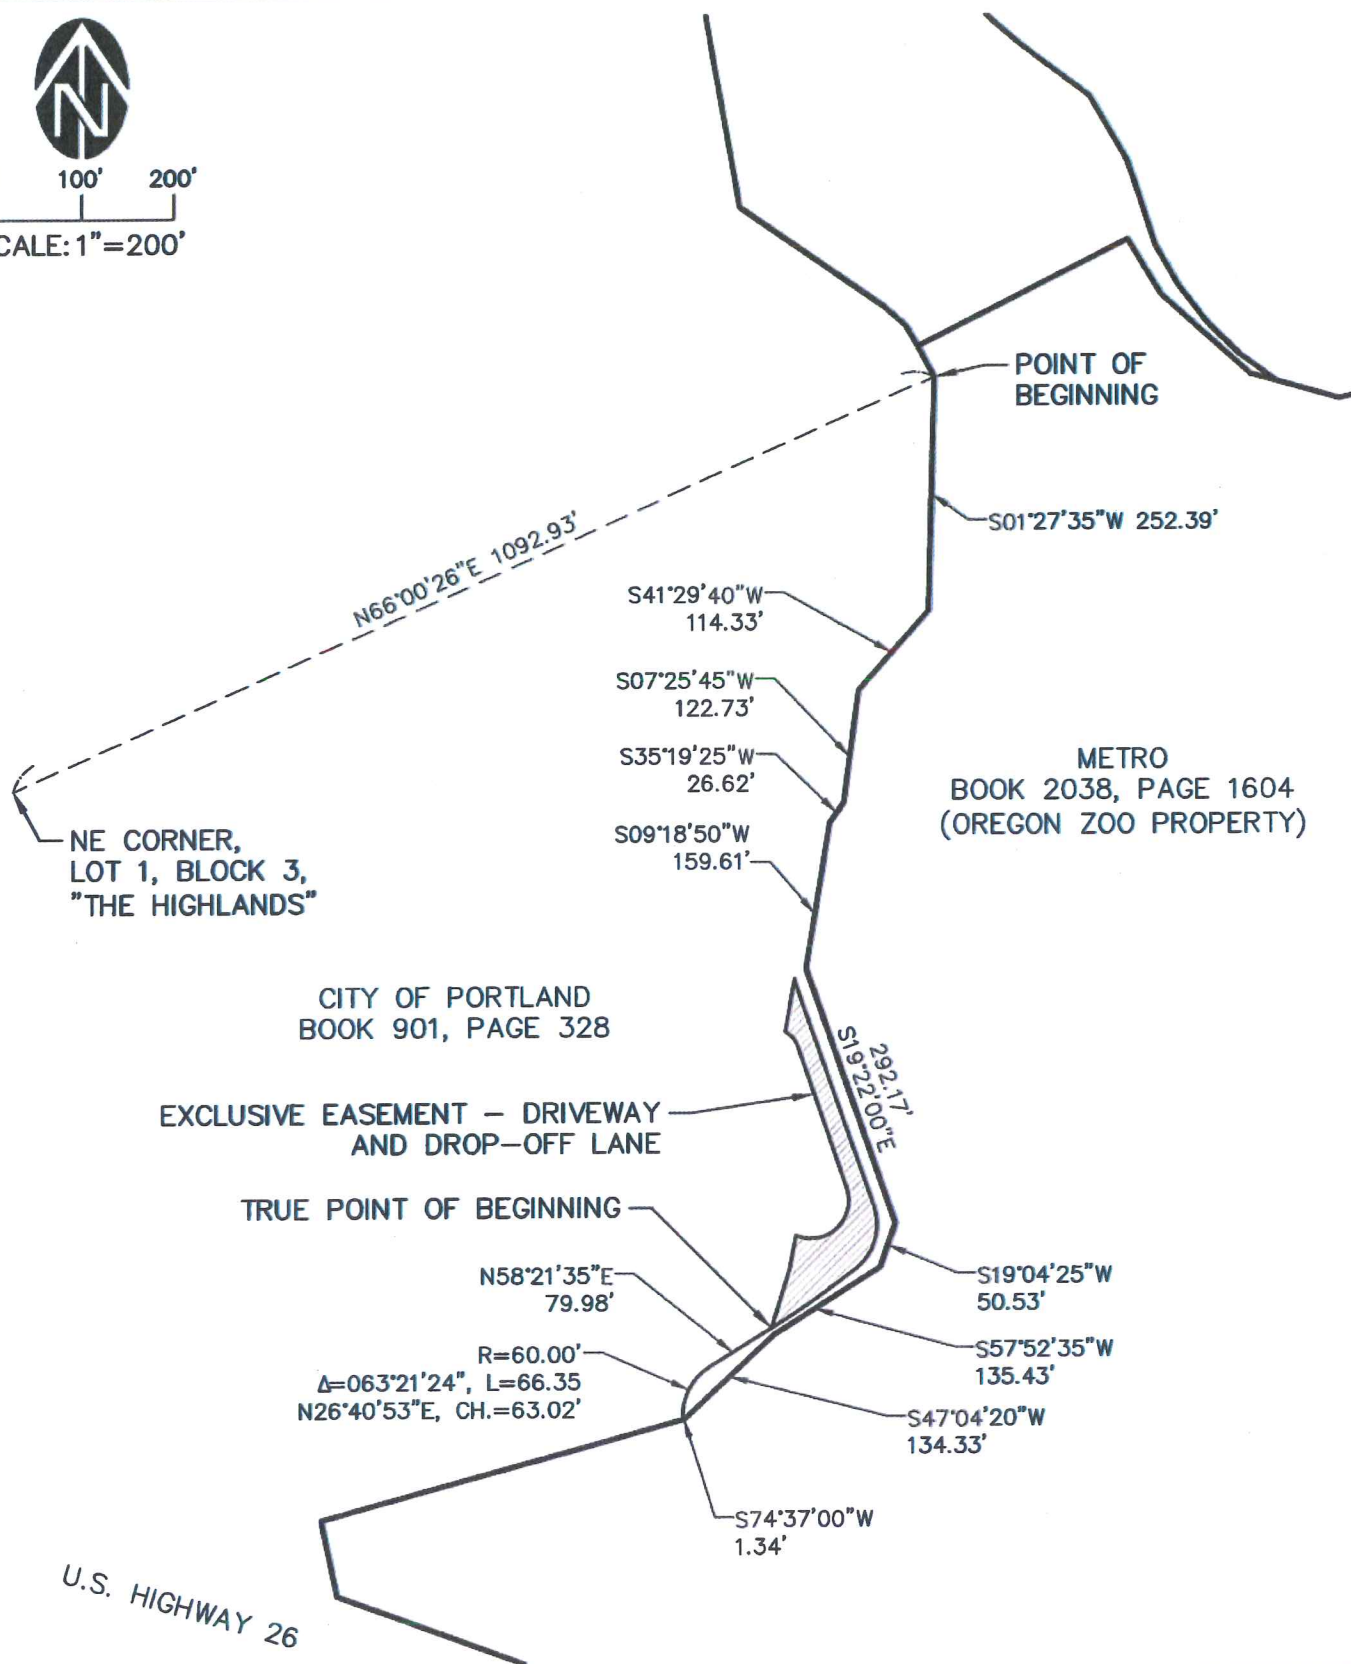 N
100' 200'
CALE: 1"=200'
POINT OF
BEGINNING
S01°27'35"W 252.39'
N66°00'26"E 1092.93'
S41°29'40"W
114.33'
S07°25'45"W
122.73'
S35°19'25"W
26.62'
METRO
BOOK 2038, PAGE 1604
(OREGON ZOO PROPERTY)
S09°18'50"W
159.61'
NE CORNER,
LOT 1, BLOCK 3,
"THE HIGHLANDS"
CITY OF PORTLAND
BOOK 901, PAGE 328
292.17'
S19°22'00"E
EXCLUSIVE EASEMENT – DRIVEWAY
AND DROP–OFF LANE
TRUE POINT OF BEGINNING
N58°21'35"E
79.98'
S19°04'25"W
50.53'
R=60.00'
Δ=063°21'24", L=66.35
N26°40'53"E, CH.=63.02'
S57°52'35"W
135.43'
S47°04'20"W
134.33'
S74°37'00"W
1.34'
U.S. HIGHWAY 26